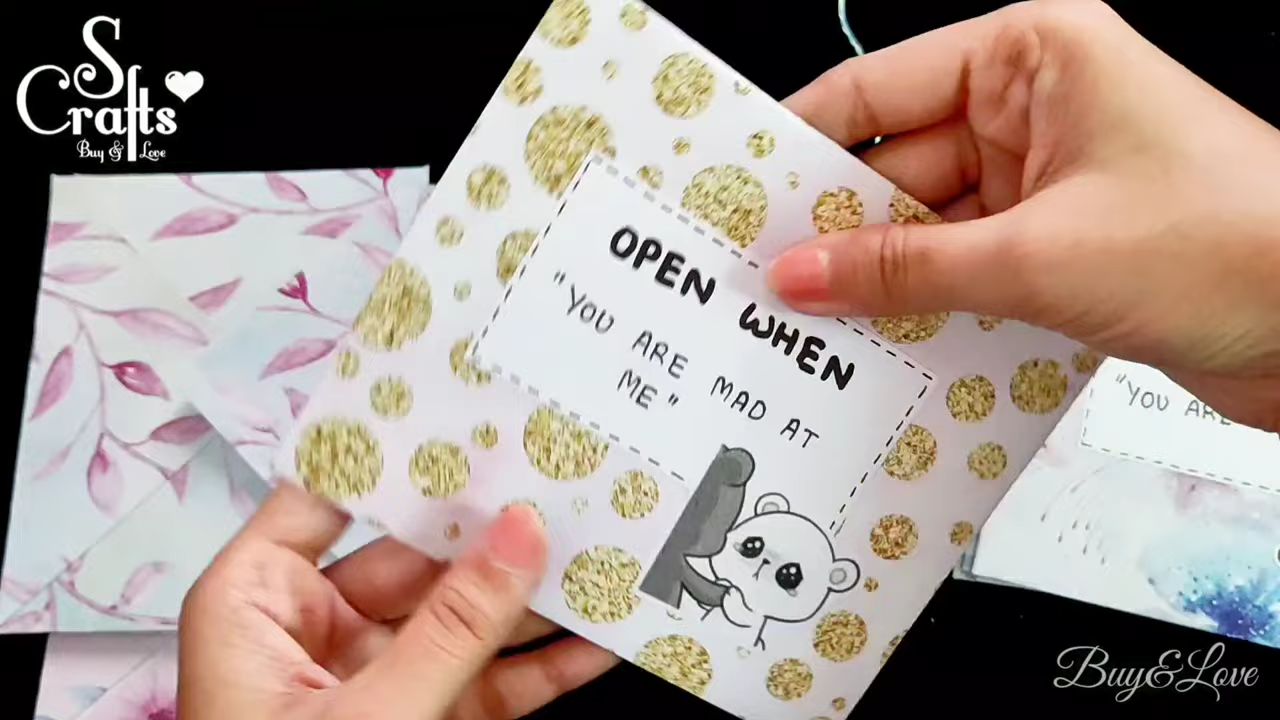 S
Crafts
Buy & Love
OPEN WHEN
"YOU ARE MAD AT
ME"
"YOU ARE
Buy&Love